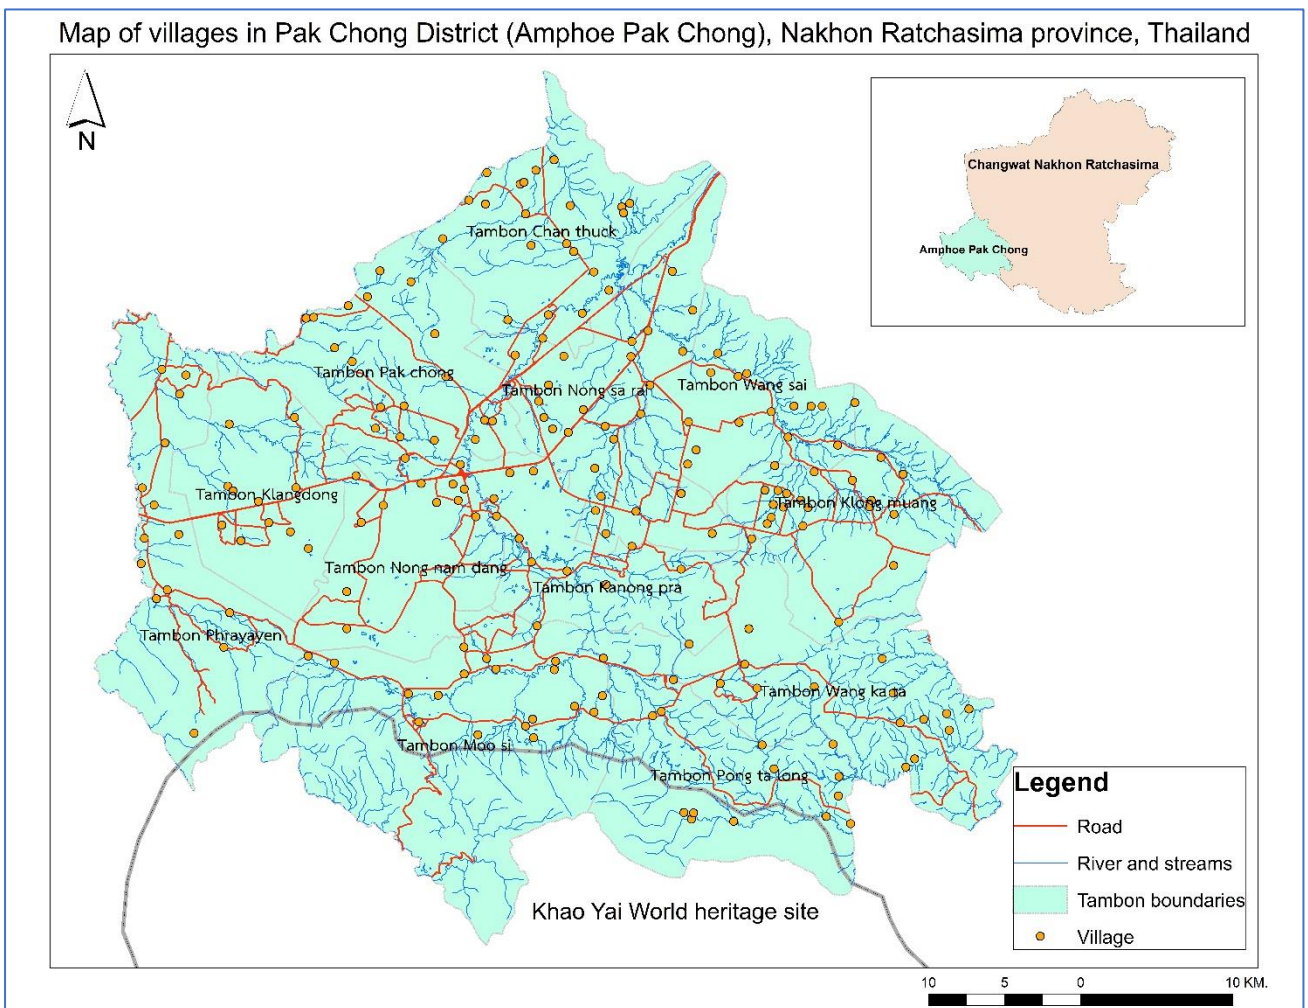 Map of villages in Pak Chong District (Amphoe Pak Chong), Nakhon Ratchasima province, Thailand
N
Changwat Nakhon Ratchasima
Amphoe Pak Chong
Tambon Chan thuck
Tambon Pak chong
Tambon Nong sa rai
Tambon Wang sai
Tambon Klangdong
Tambon Klong muang
Tambon Nong nam dang
Tambon Kanong pra
Tambon Phrayayen
Tambon Wang ka ta
Tambon Moo si
Tambon Pong ta long
Khao Yai World heritage site
Legend
Road
River and streams
Tambon boundaries
Village
10 5 0 10 KM.